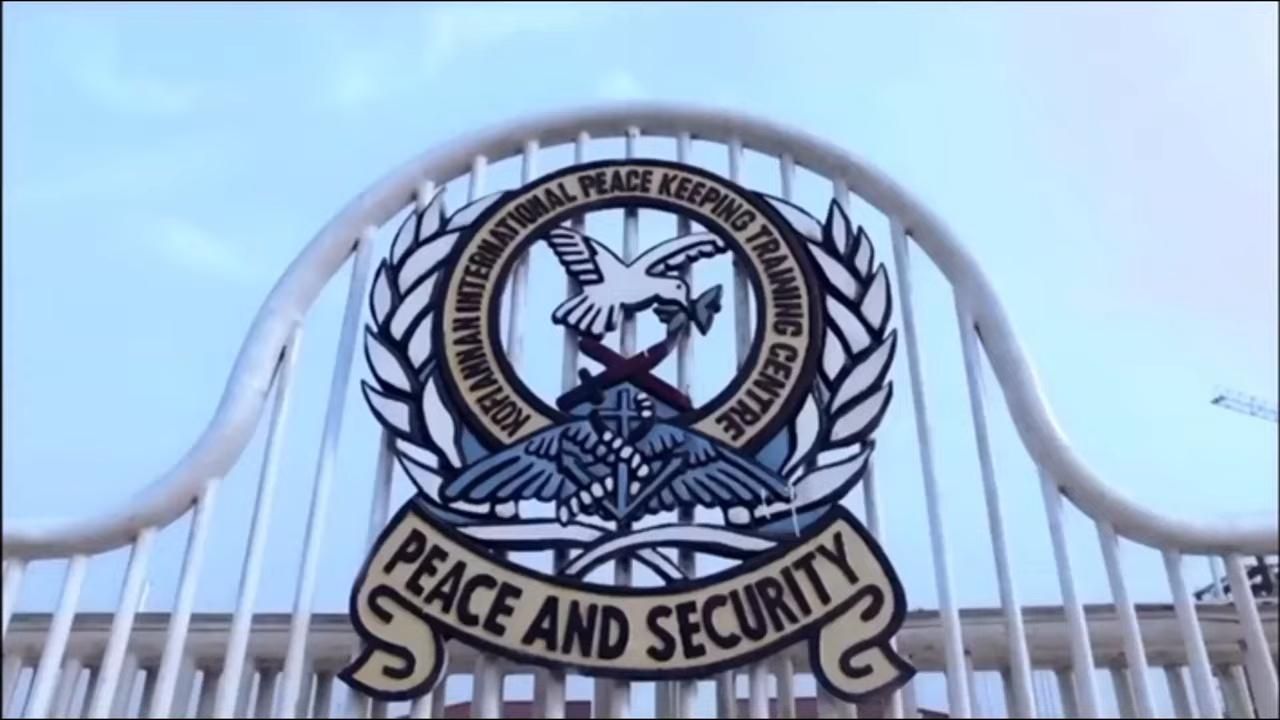 KOFI ANNAN INTERNATIONAL PEACE KEEPING TRAINING CENTRE
PEACE AND SECURITY